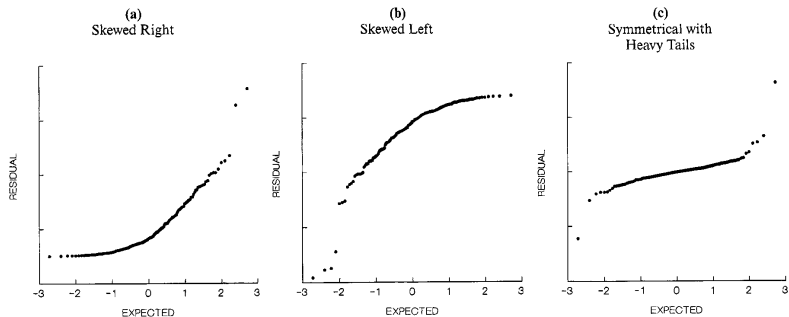 (a)
Skewed Right
(b)
Skewed Left
(c)
Symmetrical with
Heavy Tails
RESIDUAL
-3 -2 -1 0 1 2 3
EXPECTED
RESIDUAL
-3 -2 -1 0 1 2 3
EXPECTED
RESIDUAL
-3 -2 -1 0 1 2 3
EXPECTED